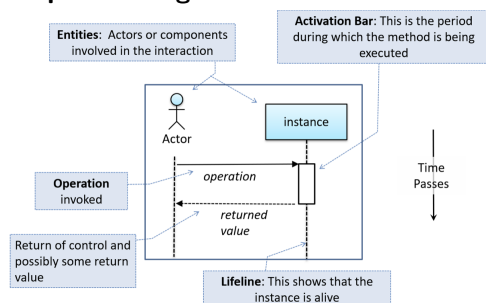 Entities: Actors or components
involved in the interaction
Activation Bar: This is the period
during which the method is being
executed
Actor
instance
operation
Operation
invoked
returned
value
Time
Passes
Return of control and
possibly some return
value
Lifeline: This shows that the
instance is alive